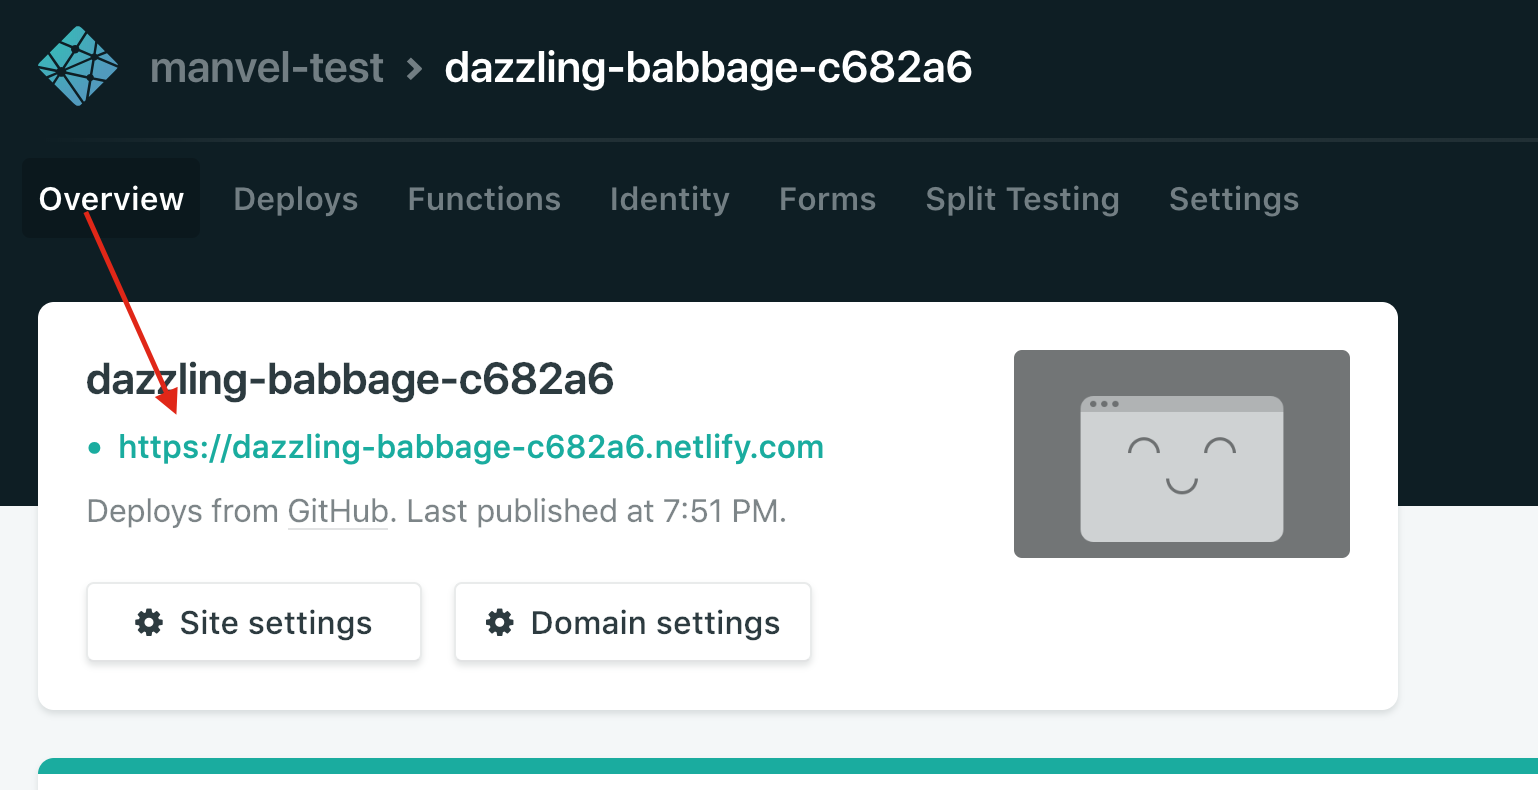 manvel-test > dazzling-babbage-c682a6
Overview Deploys Functions Identity Forms Split Testing Settings
dazzling-babbage-c682a6
• https://dazzling-babbage-c682a6.netlify.com
Deploys from GitHub. Last published at 7:51 PM.
Site settings Domain settings